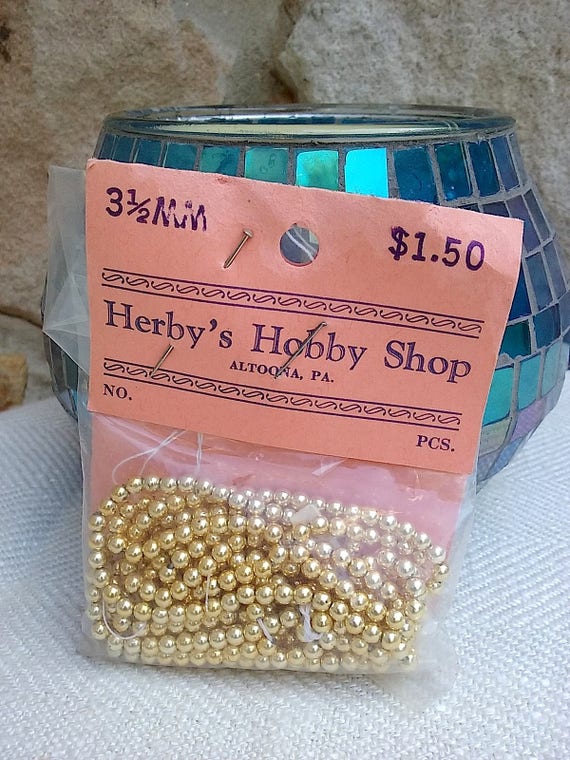 3½MM
$1.50
Herby's Hobby Shop
ALTOONA, PA.
NO.
PCS.